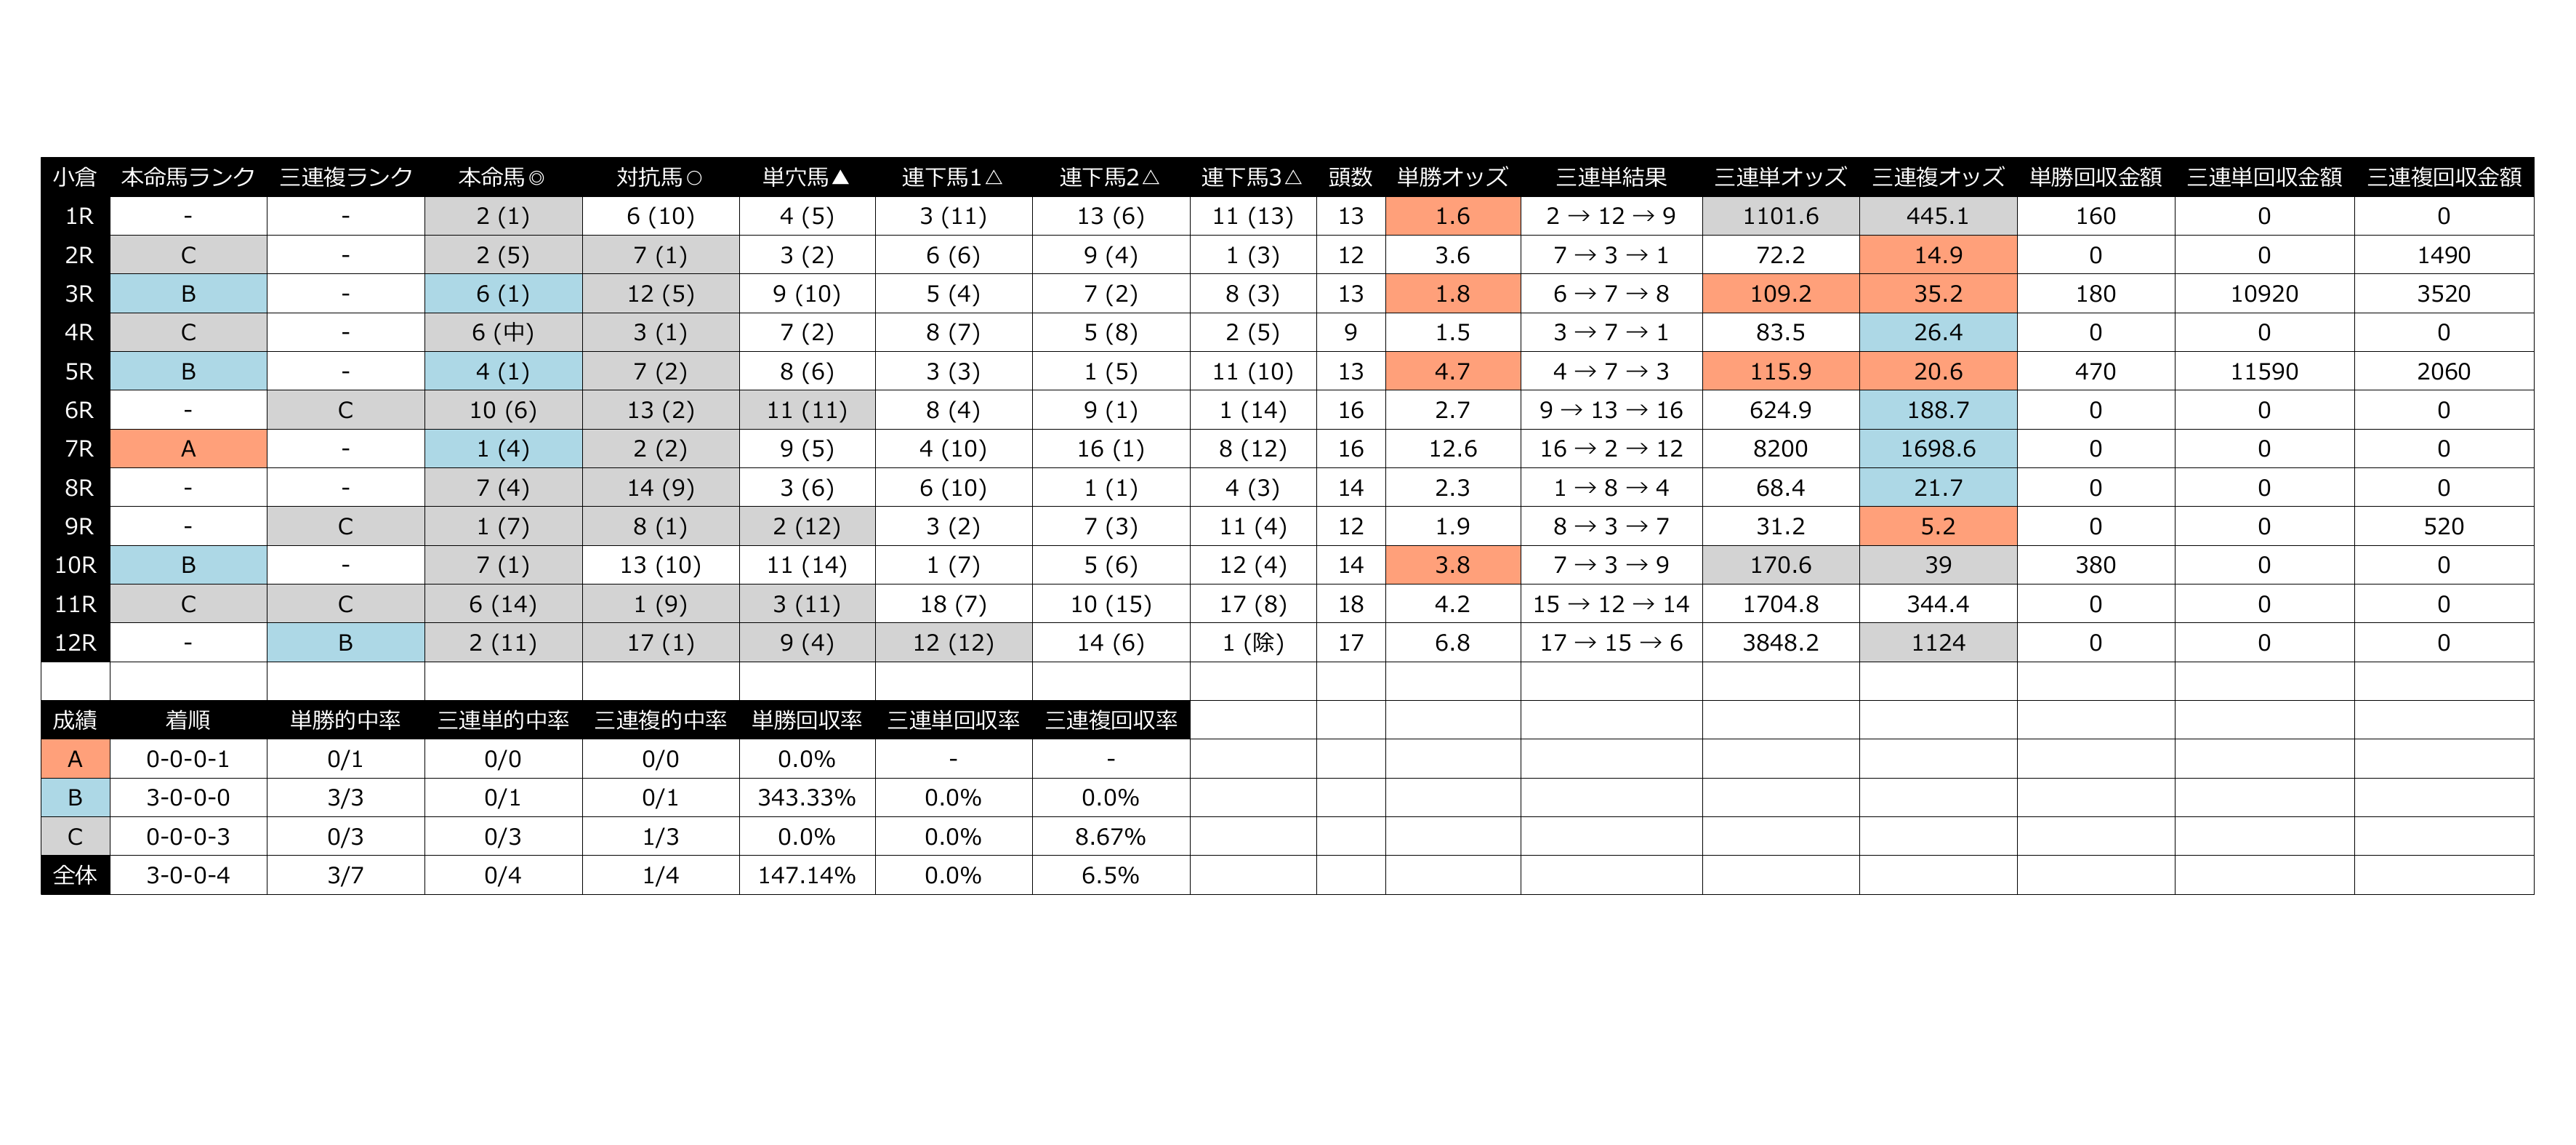 小倉 本命馬ランク 三連複ランク 本命馬◎ 対抗馬○ 単穴馬▲ 連下馬1△ 連下馬2△ 連下馬3△ 頭数 単勝オッズ 三連単結果 三連単オッズ 三連複オッズ 単勝回収金額 三連単回収金額 三連複回収金額
1R - - 2 (1) 6 (10) 4 (5) 3 (11) 13 (6) 11 (13) 13 1.6 2 → 12 → 9 1101.6 445.1 160 0 0
2R C - 2 (5) 7 (1) 3 (2) 6 (6) 9 (4) 1 (3) 12 3.6 7 → 3 → 1 72.2 14.9 0 0 1490
3R B - 6 (1) 12 (5) 9 (10) 5 (4) 7 (2) 8 (3) 13 1.8 6 → 7 → 8 109.2 35.2 180 10920 3520
4R C - 6 (中) 3 (1) 7 (2) 8 (7) 5 (8) 2 (5) 9 1.5 3 → 7 → 1 83.5 26.4 0 0 0
5R B - 4 (1) 7 (2) 8 (6) 3 (3) 1 (5) 11 (10) 13 4.7 4 → 7 → 3 115.9 20.6 470 11590 2060
6R - C 10 (6) 13 (2) 11 (11) 8 (4) 9 (1) 1 (14) 16 2.7 9 → 13 → 16 624.9 188.7 0 0 0
7R A - 1 (4) 2 (2) 9 (5) 4 (10) 16 (1) 8 (12) 16 12.6 16 → 2 → 12 8200 1698.6 0 0 0
8R - - 7 (4) 14 (9) 3 (6) 6 (10) 1 (1) 4 (3) 14 2.3 1 → 8 → 4 68.4 21.7 0 0 0
9R - C 1 (7) 8 (1) 2 (12) 3 (2) 7 (3) 11 (4) 12 1.9 8 → 3 → 7 31.2 5.2 0 0 520
10R B - 7 (1) 13 (10) 11 (14) 1 (7) 5 (6) 12 (4) 14 3.8 7 → 3 → 9 170.6 39 380 0 0
11R C C 6 (14) 1 (9) 3 (11) 18 (7) 10 (15) 17 (8) 18 4.2 15 → 12 → 14 1704.8 344.4 0 0 0
12R - B 2 (11) 17 (1) 9 (4) 12 (12) 14 (6) 1 (除) 17 6.8 17 → 15 → 6 3848.2 1124 0 0 0
成績 着順 単勝的中率 三連単的中率 三連複的中率 単勝回収率 三連単回収率 三連複回収率
A 0-0-0-1 0/1 0/0 0/0 0.0% - -
B 3-0-0-0 3/3 0/1 0/1 343.33% 0.0% 0.0%
C 0-0-0-3 0/3 0/3 1/3 0.0% 0.0% 8.67%
全体 3-0-0-4 3/7 0/4 1/4 147.14% 0.0% 6.5%